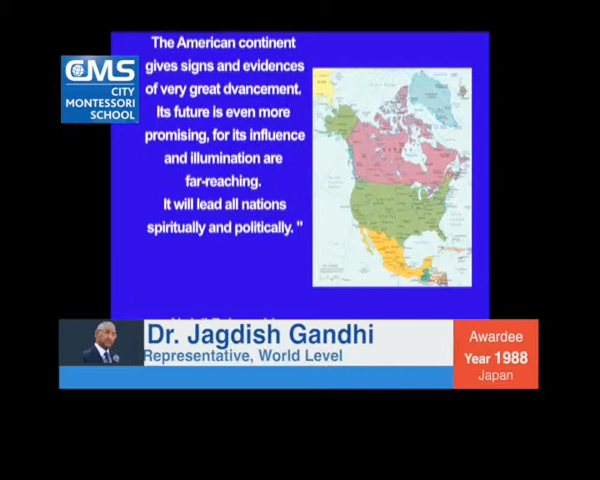 The American continent
gives signs and evidences
of very great dvancement.
Its future is even more
promising, for its influence
and illumination are
far-reaching.
It will lead all nations
spiritually and politically. "
CMS
CITY
MONTESSORI
SCHOOL
Dr. Jagdish Gandhi
Representative, World Level
Awardee
Year 1988
Japan